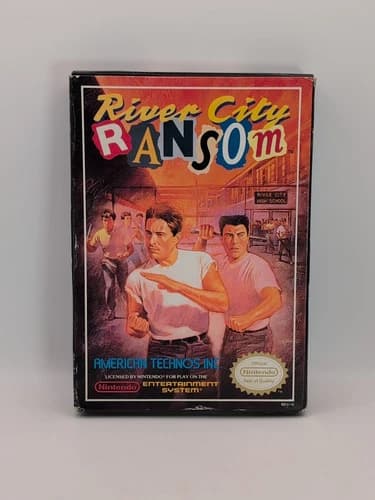 River City
RANSOM
RIVER CITY
HIGH SCHOOL
AMERICAN TECHNOS INC.
LICENSED BY NINTENDO® FOR PLAY ON THE
Nintendo
ENTERTAINMENT
SYSTEM®
Official
Nintendo
Seal of Quality